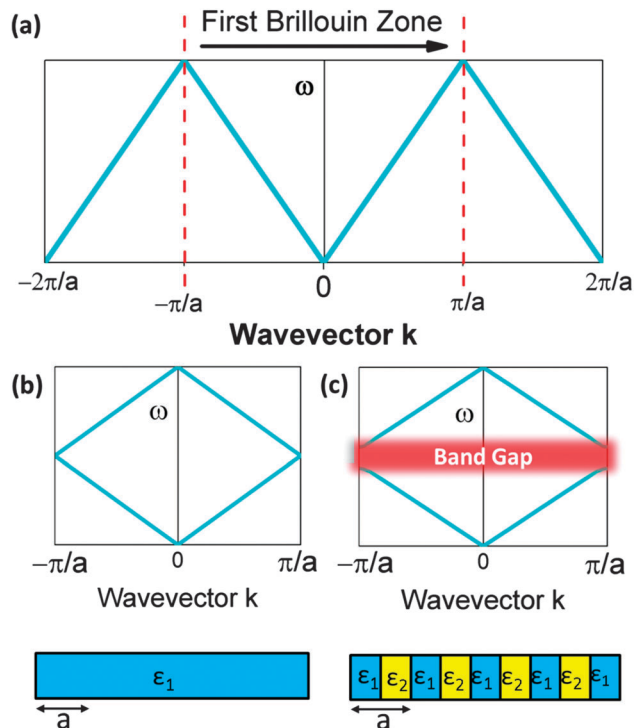 (a) First Brillouin Zone
ω
−2π/a −π/a 0 π/a 2π/a
Wavevector k
(b) (c)
ω ω
Band Gap
−π/a 0 π/a −π/a 0 π/a
Wavevector k Wavevector k
ε₁ ε₁ ε₂ ε₁ ε₂ ε₁ ε₂ ε₁ ε₂ ε₁
a a